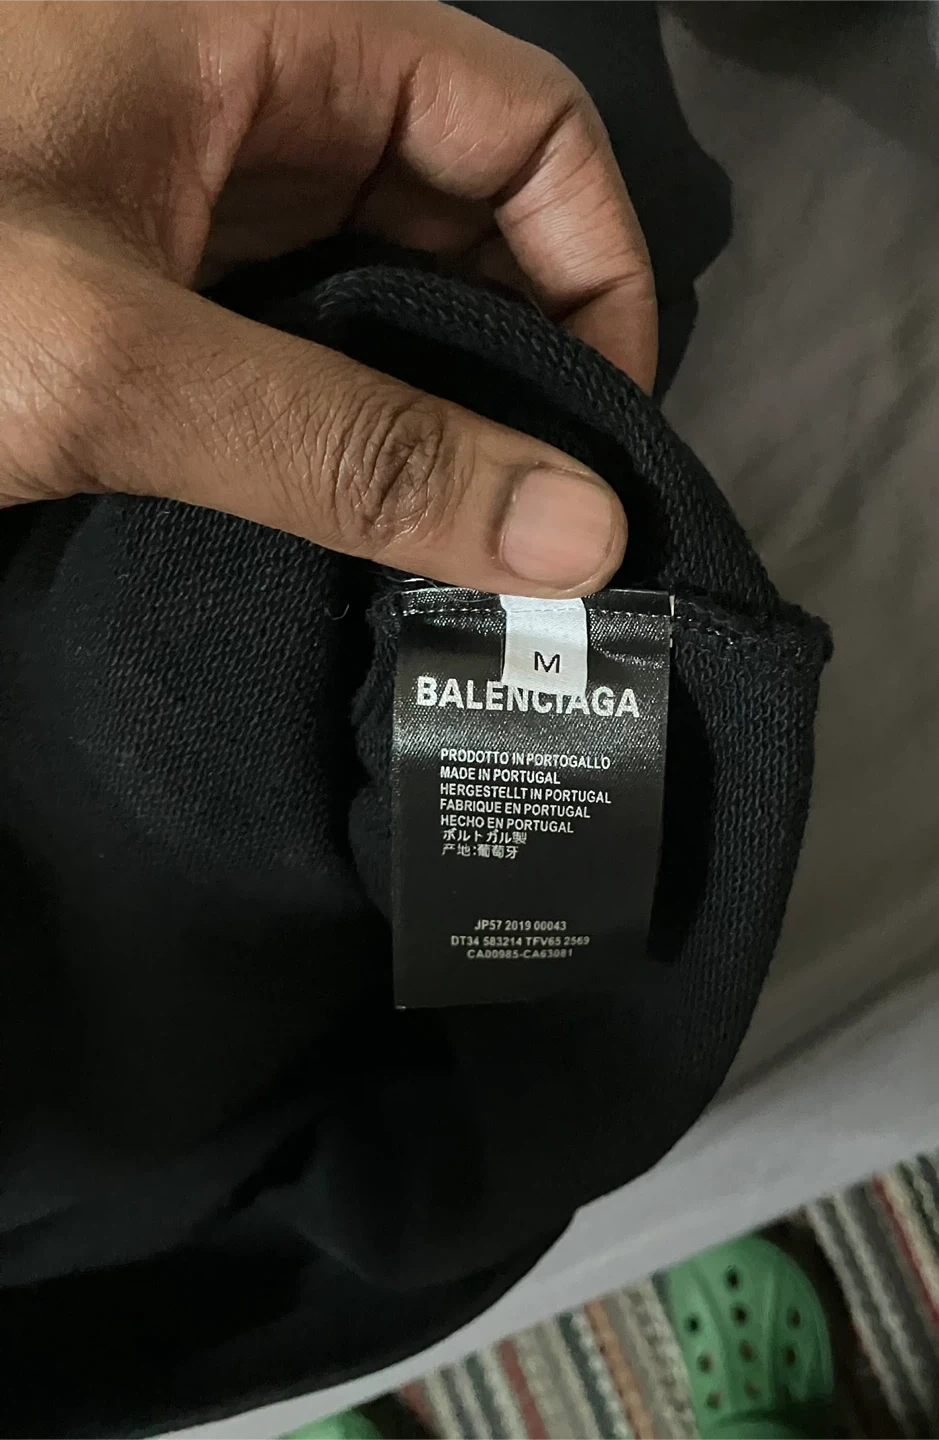 M
BALENCIAGA
PRODOTTO IN PORTOGALLO
MADE IN PORTUGAL
HERGESTELLT IN PORTUGAL
FABRIQUE EN PORTUGAL
HECHO EN PORTUGAL
ポルトガル製
产地:葡萄牙
JP57 2019 00043
DT34 583214 TFV65 2569
CA00985-CA63081